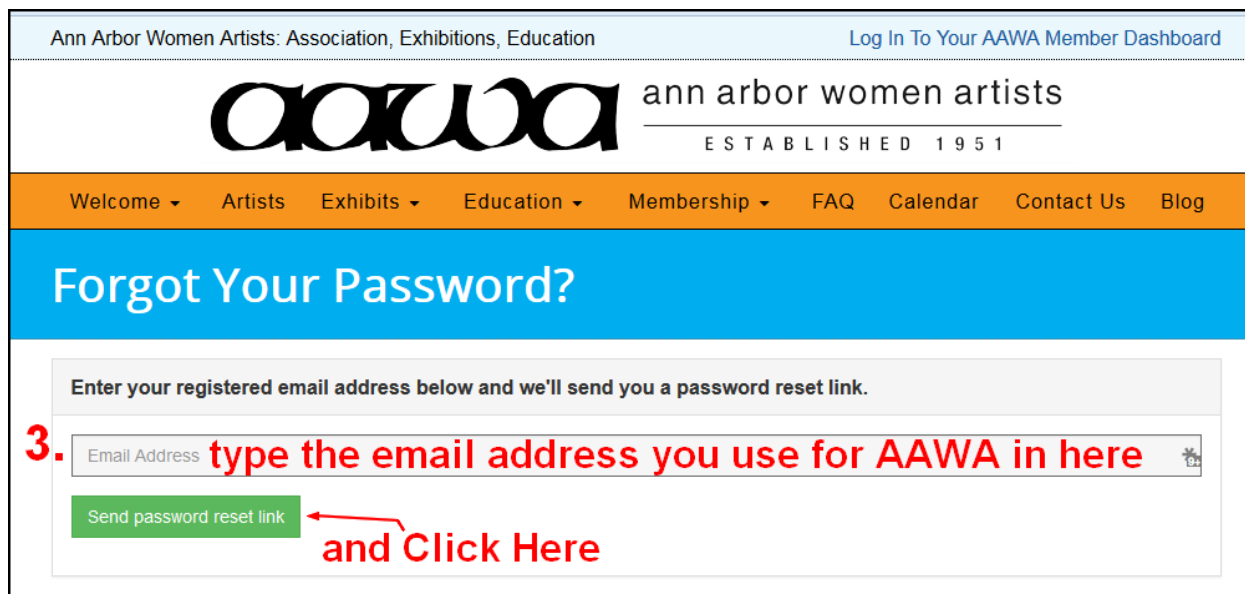 Ann Arbor Women Artists: Association, Exhibitions, Education Log In To Your AAWA Member Dashboard
aawa ann arbor women artists
ESTABLISHED 1951
Welcome Artists Exhibits Education Membership FAQ Calendar Contact Us Blog
Forgot Your Password?
Enter your registered email address below and we'll send you a password reset link.
3. Email Address type the email address you use for AAWA in here
Send password reset link
and Click Here